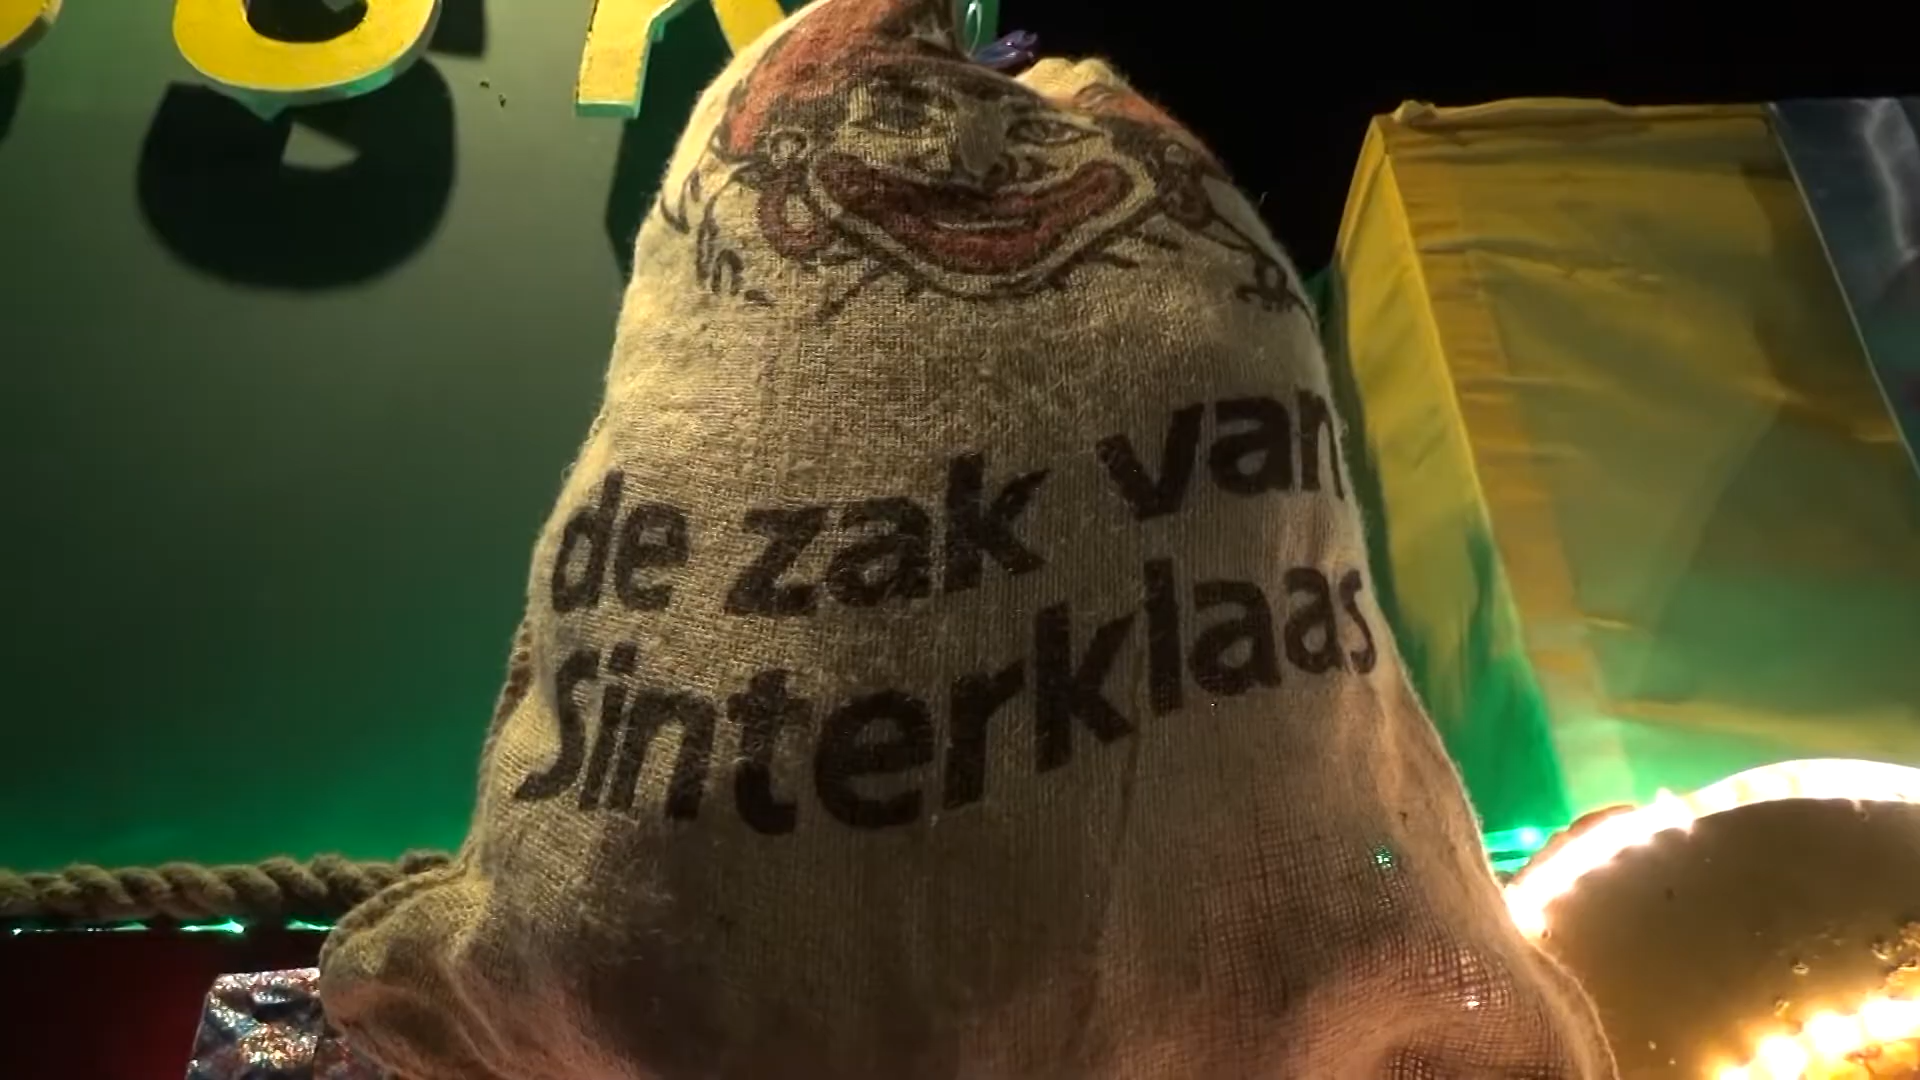 de zak van
Sinterklaas